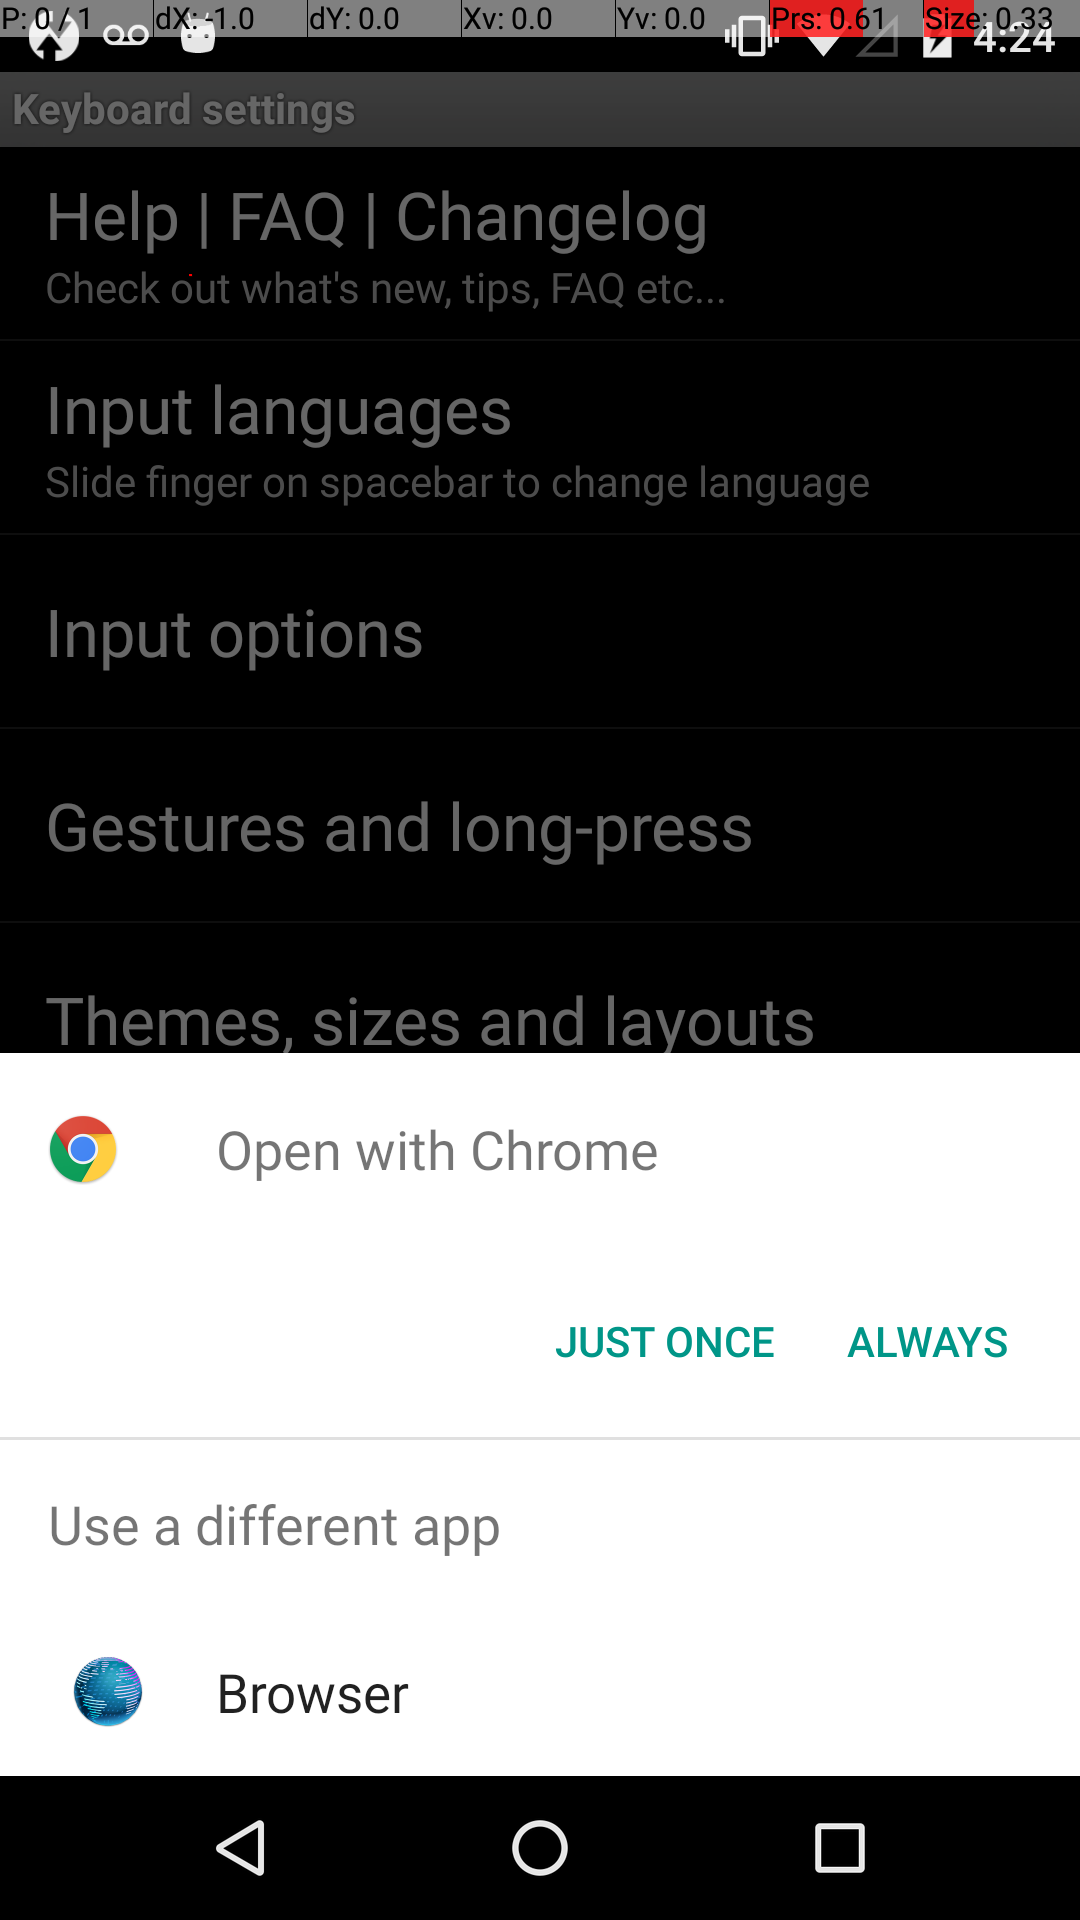 P: 0 / 1 dX: -1.0 dY: 0.0 Xv: 0.0 Yv: 0.0 Prs: 0.61 Size: 0.33
4:24
Keyboard settings
Help | FAQ | Changelog
Check out what's new, tips, FAQ etc...
Input languages
Slide finger on spacebar to change language
Input options
Gestures and long-press
Themes, sizes and layouts
Open with Chrome
JUST ONCE ALWAYS
Use a different app
Browser